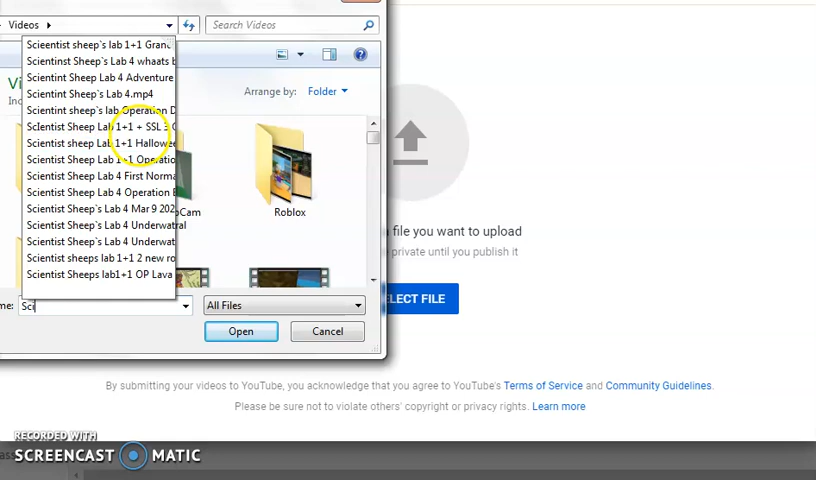 Videos
Search Videos
Scieentist sheep`s lab 1+1 Granc
Scientinst Sheep`s Lab 4 whaats b
Scientint Sheep Lab 4 Adventure
Scientint Sheep`s Lab 4.mp4
Scientint sheep`s lab Operation D
Scientist Sheep Lab 1+1 + SSL 3
Scientist sheep Lab 1+1 Hallowe
Scientist Sheep Lab 1+1 Operatio
Scientist Sheep Lab 4 First Norma
Scientist Sheep Lab 4 Operation
Scientist Sheep`s Lab 4 Mar 9 202
Scientist Sheep`s Lab 4 Underwatral
Scientist Sheep`s Lab 4 Underwat
Scientist sheeps lab 1+1 2 new ro
Scientist Sheeps lab1+1 OP Lava
Arrange by: Folder
Cam
Roblox
me: Sci
All Files
Open
Cancel
file you want to upload
private until you publish it
ELECT FILE
By submitting your videos to YouTube, you acknowledge that you agree to YouTube's Terms of Service and Community Guidelines.
Please be sure not to violate others' copyright or privacy rights. Learn more
RECORDED WITH
SCREENCAST MATIC